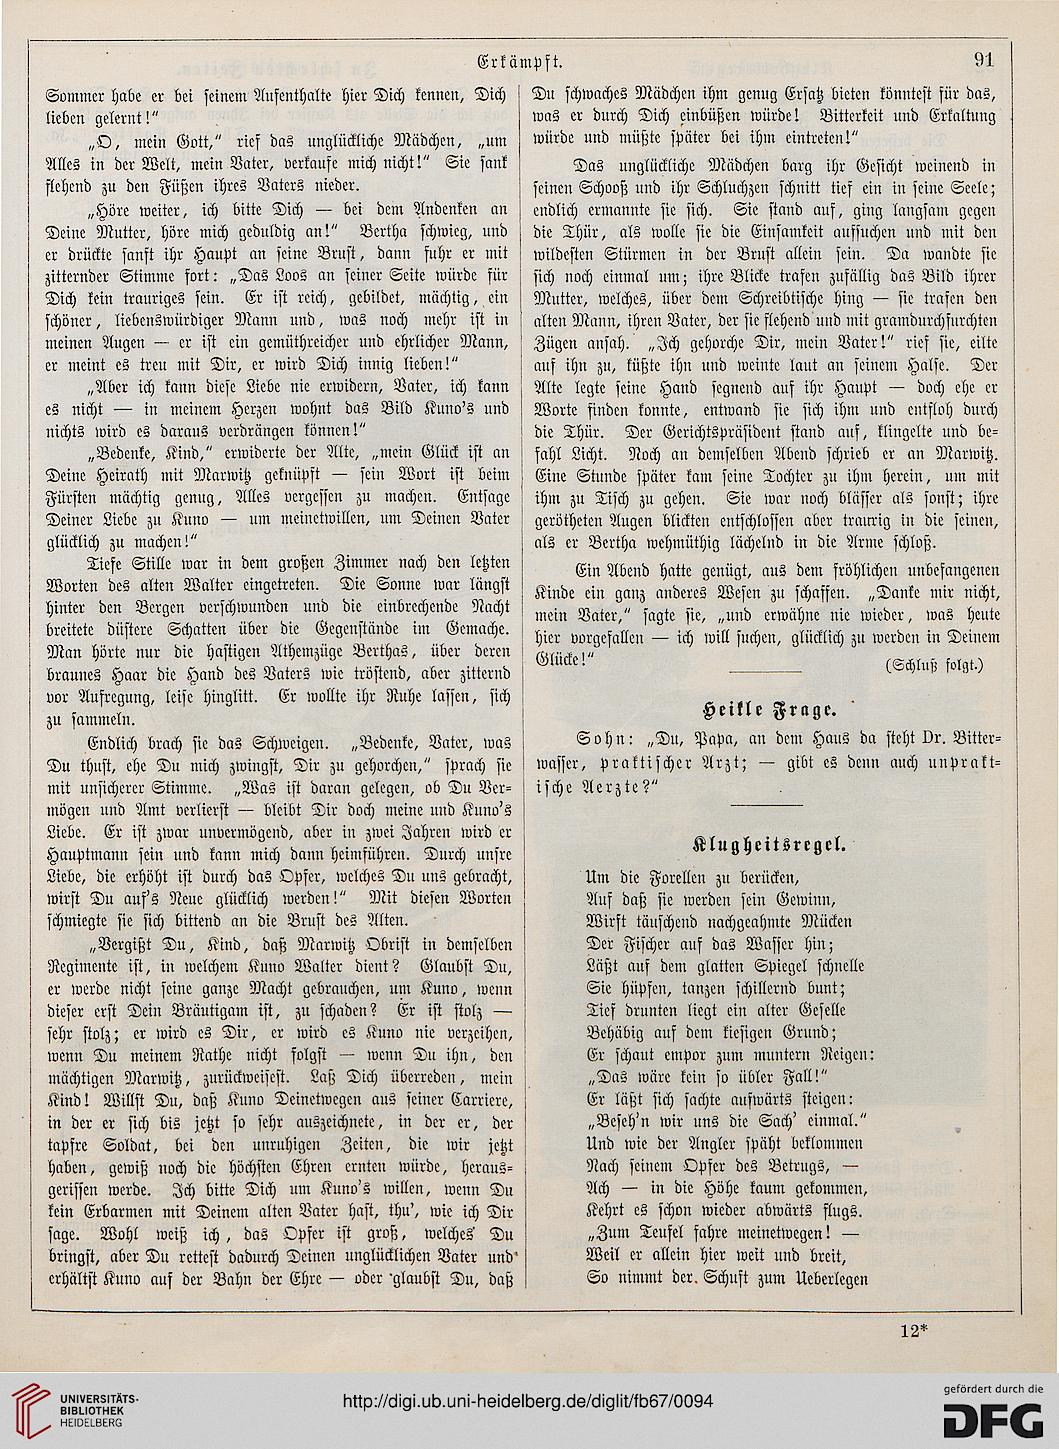 Erkämpft.
91
Sommer habe er bei seinem Aufenthalte hier Dich kennen, Dich
lieben gelernt!“
„O, mein Gott,“ rief das unglückliche Mädchen, „um
Alles in der Welt, mein Vater, verkaufe mich nicht!“ Sie sank
flehend zu den Füßen ihres Vaters nieder.
„Höre weiter, ich bitte Dich — bei dem Andenken an
Deine Mutter, höre mich geduldig an!“ Bertha schwieg, und
er drückte sanft ihr Haupt an seine Brust, dann fuhr er mit
zitternder Stimme fort: „Das Loos an seiner Seite würde für
Dich kein trauriges sein. Er ist reich, gebildet, mächtig, ein
schöner, liebenswürdiger Mann und, was noch mehr ist in
meinen Augen — er ist ein gemüthreicher und ehrlicher Mann,
er meint es treu mit Dir, er wird Dich innig lieben!“
„Aber ich kann diese Liebe nie erwidern, Vater, ich kann
es nicht — in meinem Herzen wohnt das Bild Kuno's und
nichts wird es daraus verdrängen können!“
„Bedenke, Kind,“ erwiderte der Alte, „mein Glück ist an
Deine Heirath mit Marwitz geknüpft — sein Wort ist beim
Fürsten mächtig genug, Alles vergessen zu machen. Entsage
Deiner Liebe zu Kuno — um meinetwillen, um Deinen Vater
glücklich zu machen!“
Tiefe Stille war in dem großen Zimmer nach den letzten
Worten des alten Walter eingetreten. Die Sonne war längst
hinter den Bergen verschwunden und die einbrechende Nacht
breitete düstere Schatten über die Gegenstände im Gemache.
Man hörte nur die hastigen Athemzüge Berthas, über deren
braunes Haar die Hand des Vaters wie tröstend, aber zitternd
vor Aufregung, leise hinglitt. Er wollte ihr Ruhe lassen, sich
zu sammeln.
Endlich brach sie das Schweigen. „Bedenke, Vater, was
Du thust, ehe Du mich zwingst, Dir zu gehorchen,“ sprach sie
mit unsicherer Stimme. „Was ist daran gelegen, ob Du Ver-
mögen und Amt verlierst — bleibt Dir doch meine und Kuno's
Liebe. Er ist zwar unvermögend, aber in zwei Jahren wird er
Hauptmann sein und kann mich dann heimführen. Durch unsre
Liebe, die erhöht ist durch das Opfer, welches Du uns gebracht,
wirst Du auf's Neue glücklich werden!“ Mit diesen Worten
schmiegte sie sich bittend an die Brust des Alten.
„Vergißt Du, Kind, daß Marwitz Obrist in demselben
Regimente ist, in welchem Kuno Walter dient? Glaubst Du,
er werde nicht seine ganze Macht gebrauchen, um Kuno, wenn
dieser erst Dein Bräutigam ist, zu schaden? Er ist stolz —
sehr stolz; er wird es Dir, er wird es Kuno nie verzeihen,
wenn Du meinem Rathe nicht folgst — wenn Du ihn, den
mächtigen Marwitz, zurückweisest. Laß Dich überreden, mein
Kind! Willst Du, daß Kuno Deinetwegen aus seiner Carriere,
in der er sich bis jetzt so sehr auszeichnete, in der er, der
tapfre Soldat, bei den unruhigen Zeiten, die wir jetzt
haben, gewiß noch die höchsten Ehren ernten würde, heraus-
gerissen werde. Ich bitte Dich um Kuno's willen, wenn Du
kein Erbarmen mit Deinem alten Vater hast, thu', wie ich Dir
sage. Wohl weiß ich, das Opfer ist groß, welches Du
bringst, aber Du rettest dadurch Deinen unglücklichen Vater und
erhältst Kuno auf der Bahn der Ehre — oder glaubst Du, daß
Du schwaches Mädchen ihm genug Ersatz bieten könntest für das,
was er durch Dich einbüßen würde! Bitterkeit und Erkaltung
würde und müßte später bei ihm eintreten!“
Das unglückliche Mädchen barg ihr Gesicht weinend in
seinen Schooß und ihr Schluchzen schnitt tief ein in seine Seele;
endlich ermannte sie sich. Sie stand auf, ging langsam gegen
die Thür, als wolle sie die Einsamkeit aufsuchen und mit den
wildesten Stürmen in der Brust allein sein. Da wandte sie
sich noch einmal um; ihre Blicke trafen zufällig das Bild ihrer
Mutter, welches, über dem Schreibtische hing — sie trafen den
alten Mann, ihren Vater, der sie flehend und mit gramdurchfurchten
Zügen ansah. „Ich gehorche Dir, mein Vater!“ rief sie, eilte
auf ihn zu, küßte ihn und weinte laut an seinem Halse. Der
Alte legte seine Hand segnend auf ihr Haupt — doch ehe er
Worte finden konnte, entwand sie sich ihm und entfloh durch
die Thür. Der Gerichtspräsident stand auf, klingelte und be-
fahl Licht. Noch an demselben Abend schrieb er an Marwitz.
Eine Stunde später kam seine Tochter zu ihm herein, um mit
ihm zu Tisch zu gehen. Sie war noch blässer als sonst; ihre
gerötheten Augen blickten entschlossen aber traurig in die seinen,
als er Bertha wehmüthig lächelnd in die Arme schloß.
Ein Abend hatte genügt, aus dem fröhlichen unbefangenen
Kinde ein ganz anderes Wesen zu schaffen. „Danke mir nicht,
mein Vater,“ sagte sie, „und erwähne nie wieder, was heute
hier vorgefallen — ich will suchen, glücklich zu werden in Deinem
Glücke!“
(Schluß folgt.)
Heikle Frage.
Sohn: „Du, Papa, an dem Haus da steht Dr. Bitter-
wasser, praktischer Arzt; — gibt es denn auch unprakt-
ische Aerzte?“
Klugheitsregel.
Um die Forellen zu berücken,
Auf daß sie werden sein Gewinn,
Wirft täuschend nachgeahmte Mücken
Der Fischer auf das Wasser hin;
Läßt auf dem glatten Spiegel schnelle
Sie hüpfen, tanzen schillernd bunt;
Tief drunten liegt ein alter Geselle
Behäbig auf dem kiesigen Grund;
Er schaut empor zum muntern Reigen:
„Das wäre kein so übler Fall!“
Er läßt sich sachte aufwärts steigen:
„Beseh'n wir uns die Sach' einmal.“
Und wie der Angler späht beklommen
Nach seinem Opfer des Betrugs, —
Ach — in die Höhe kaum gekommen,
Kehrt es schon wieder abwärts flugs.
„Zum Teufel fahre meinetwegen! —
Weil er allein hier weit und breit,
So nimmt der Schuft zum Ueberlegen
12*
UNIVERSITÄTS-
BIBLIOTHEK
HEIDELBERG
http://digi.ub.uni-heidelberg.de/diglit/fb67/0094
gefördert durch die
DFG